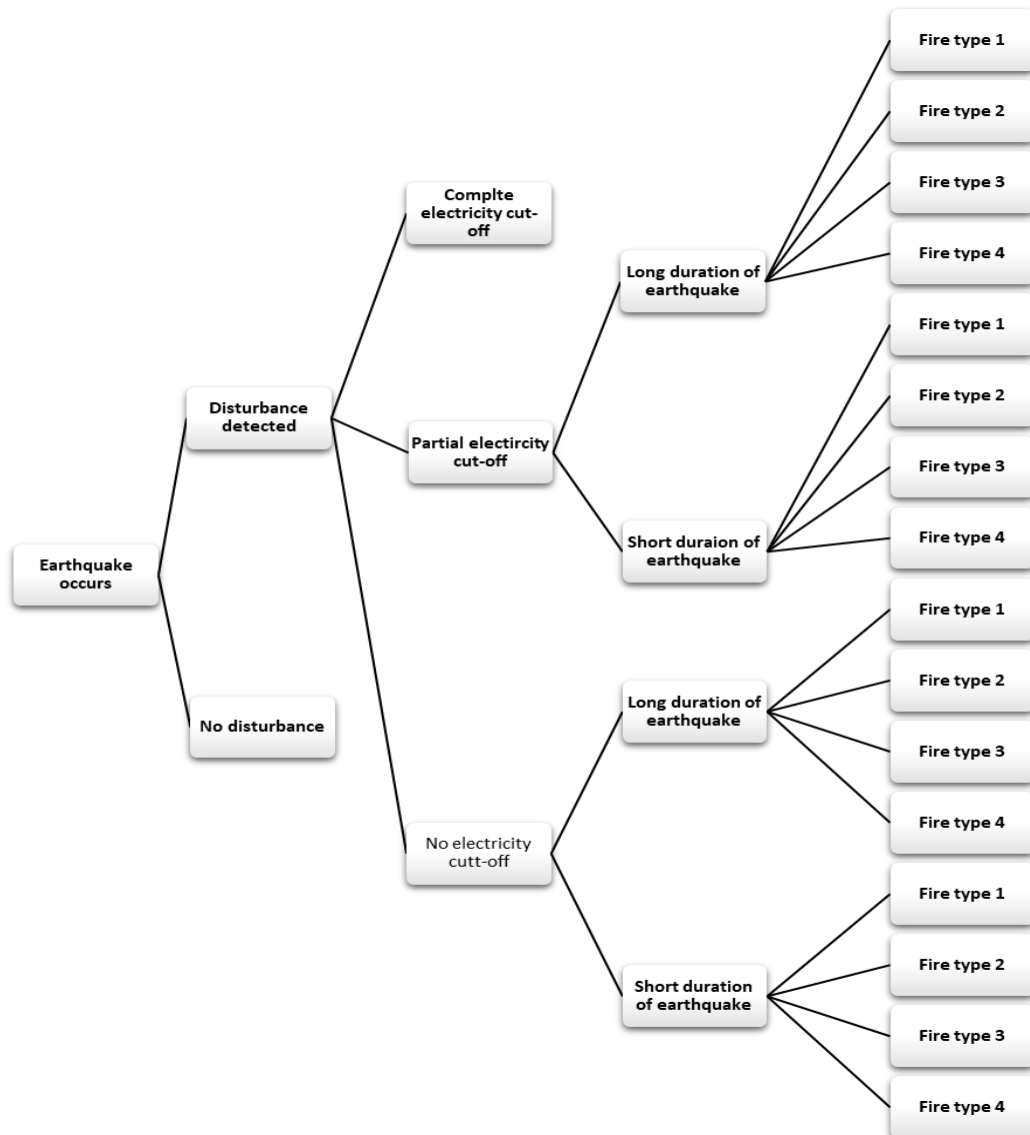 Fire type 1
Fire type 2
Fire type 3
Fire type 4
Fire type 1
Fire type 2
Fire type 3
Fire type 4
Fire type 1
Fire type 2
Fire type 3
Fire type 4
Fire type 1
Fire type 2
Fire type 3
Fire type 4
Long duration of
earthquake
Short duraion of
earthquake
Long duration of
earthquake
Short duration
of earthquake
Complte
electricity cut-
off
Partial electircity
cut-off
No electricity
cutt-off
Disturbance
detected
No disturbance
Earthquake
occurs